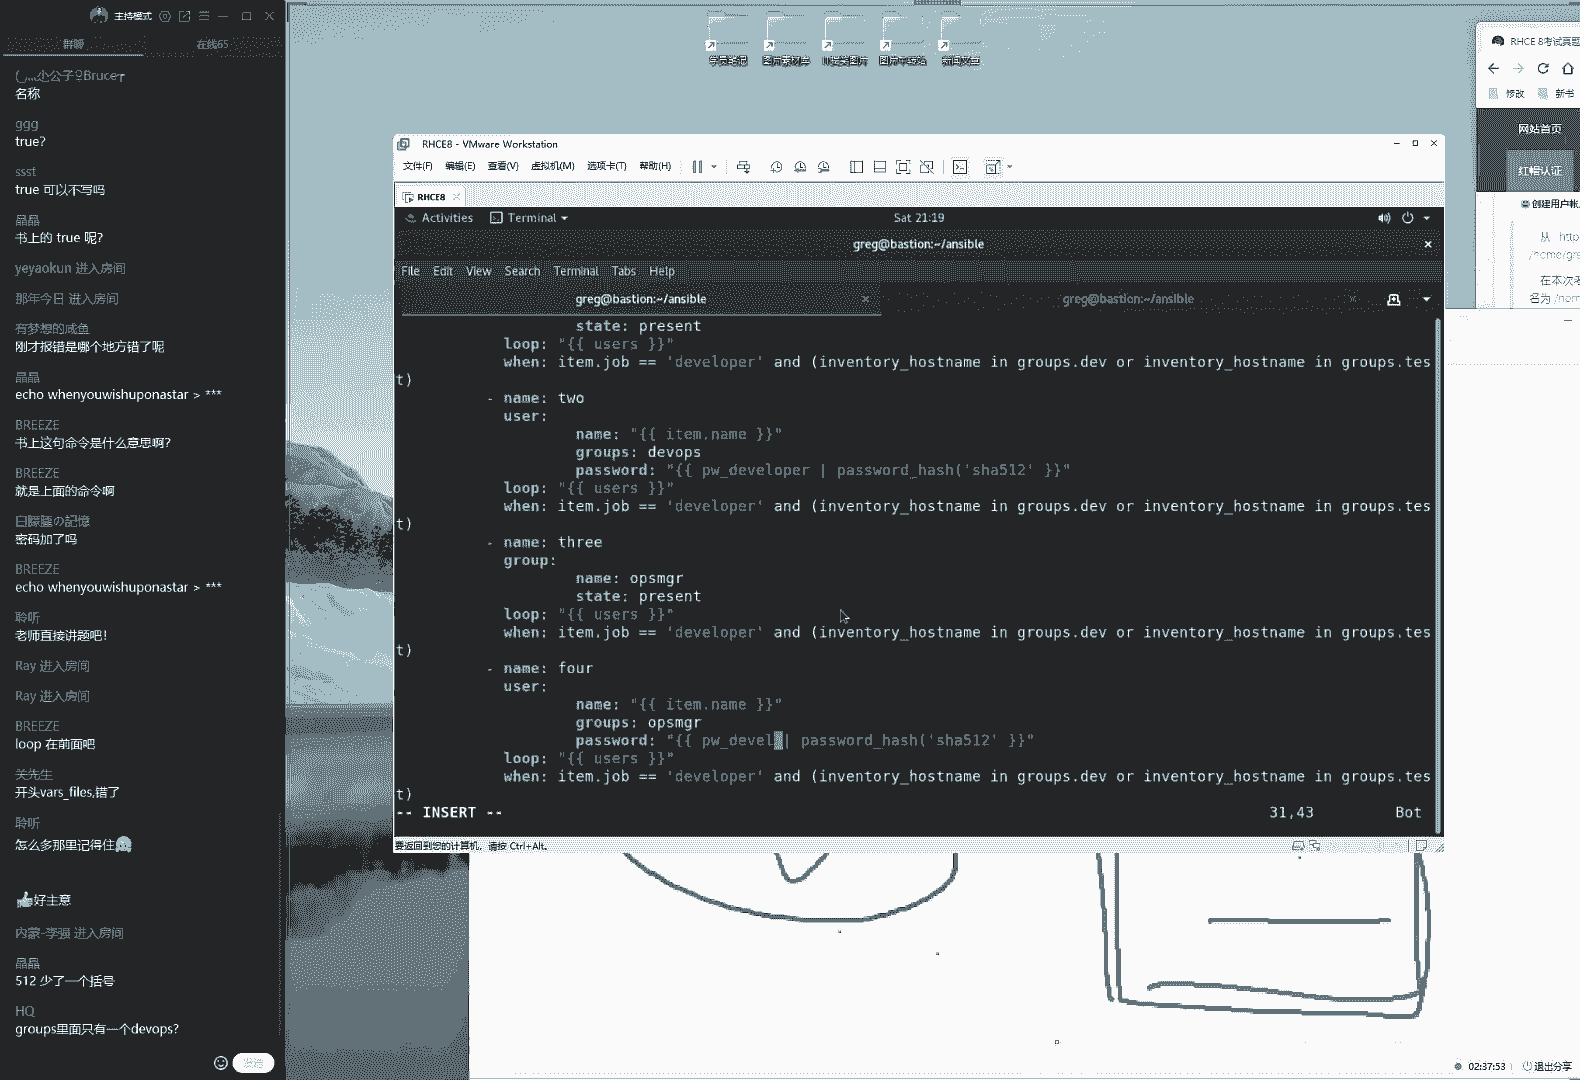 主持模式
群聊
在线65
名称
ggg
true?
ssst
true 可以不写吗
晶晶
书上的 true 呢?
yeyaokun 进入房间
那年今日 进入房间
有梦想的咸鱼
刚才报错是哪个地方错了呢
晶晶
echo whenyouwishuponastar > ***
BREEZE
书上这句命令是什么意思啊?
BREEZE
就是上面的命令啊
密码加了吗
BREEZE
echo whenyouwishuponastar > ***
聆听
老师直接讲题吧!
Ray 进入房间
Ray 进入房间
BREEZE
loop 在前面吧
关先生
开头vars_files,错了
聆听
怎么多那里记得住
好主意
内蒙-李强 进入房间
晶晶
512 少了一个括号
HQ
groups里面只有一个devops?
发送
学员笔记
图片素材库
新闻文章
RHCE8 - VMware Workstation
文件(F) 编辑(E) 查看(V) 虚拟机(M) 选项卡(T) 帮助(H)
RHCE8
Activities
Terminal
Sat 21:19
greg@bastion:~/ansible
File Edit View Search Terminal Tabs Help
greg@bastion:~/ansible
greg@bastion:~/ansible
state: present
loop: "{{ users }}"
when: item.job == 'developer' and (inventory_hostname in groups.dev or inventory_hostname in groups.tes
t)
- name: two
user:
name: "{{ item.name }}"
groups: devops
password: "{{ pw_developer | password_hash('sha512' }}"
loop: "{{ users }}"
when: item.job == 'developer' and (inventory_hostname in groups.dev or inventory_hostname in groups.tes
t)
- name: three
group:
name: opsmgr
state: present
loop: "{{ users }}"
when: item.job == 'developer' and (inventory_hostname in groups.dev or inventory_hostname in groups.tes
t)
- name: four
user:
name: "{{ item.name }}"
groups: opsmgr
password: "{{ pw_devel | password_hash('sha512' }}"
loop: "{{ users }}"
when: item.job == 'developer' and (inventory_hostname in groups.dev or inventory_hostname in groups.tes
t)
-- INSERT --
31,43
Bot
要返回到您的计算机，请按 Ctrl+Alt。
RHCE 8考试真题
修改
新书
网站首页
红帽认证
创建用户帐
从 http
/home/gre
在本次考
名为 /hom
02:37:53
退出分享